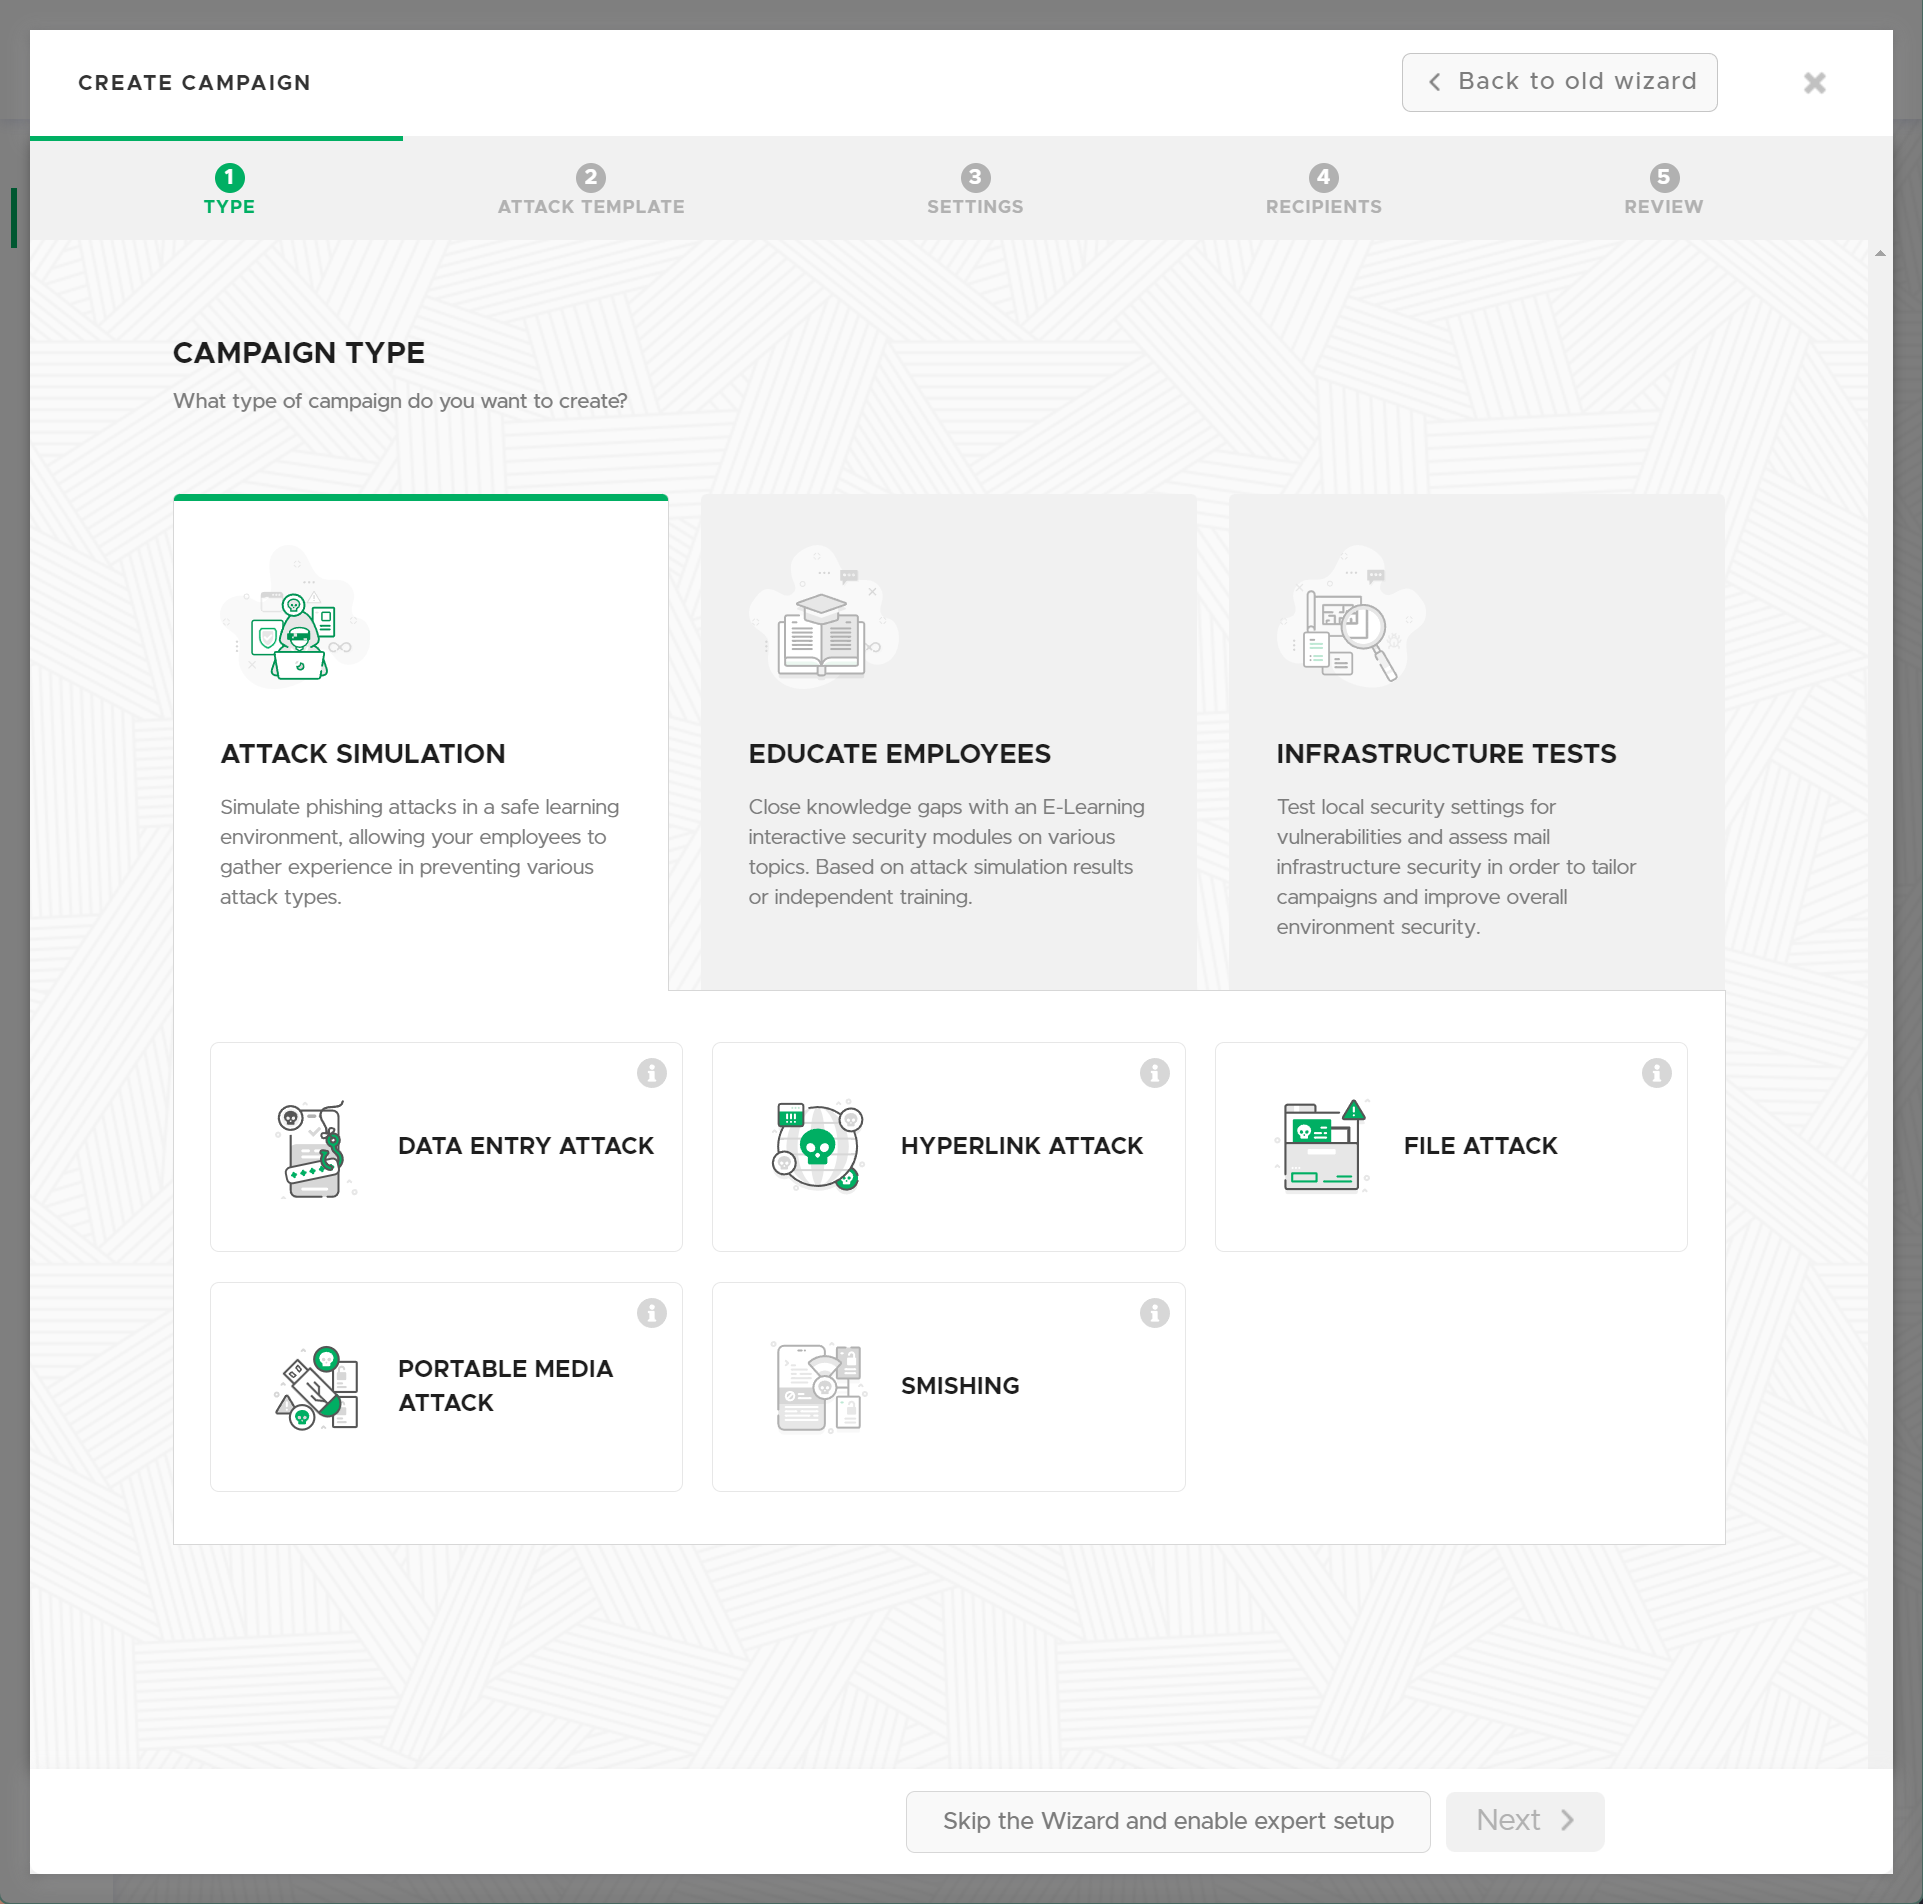 CREATE CAMPAIGN
Back to old wizard
1
TYPE
2
ATTACK TEMPLATE
3
SETTINGS
4
RECIPIENTS
5
REVIEW
CAMPAIGN TYPE
What type of campaign do you want to create?
ATTACK SIMULATION
Simulate phishing attacks in a safe learning
environment, allowing your employees to
gather experience in preventing various
attack types.
EDUCATE EMPLOYEES
Close knowledge gaps with an E-Learning
interactive security modules on various
topics. Based on attack simulation results
or independent training.
INFRASTRUCTURE TESTS
Test local security settings for
vulnerabilities and assess mail
infrastructure security in order to tailor
campaigns and improve overall
environment security.
DATA ENTRY ATTACK
HYPERLINK ATTACK
FILE ATTACK
PORTABLE MEDIA
ATTACK
SMISHING
Skip the Wizard and enable expert setup
Next